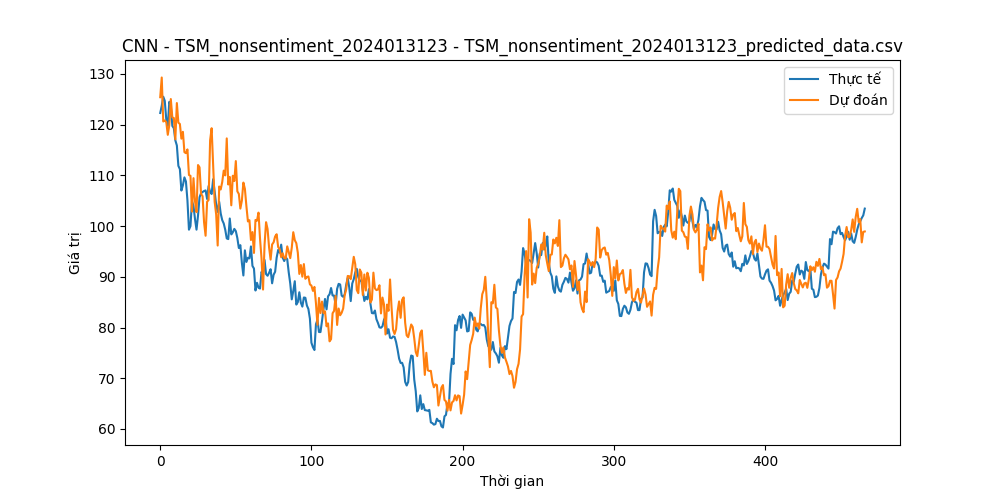 CNN - TSM_nonsentiment_2024013123 - TSM_nonsentiment_2024013123_predicted_data.csv
Thực tế
Dự đoán
Giá trị
130
120
110
100
90
80
70
60
0
100
200
300
400
Thời gian